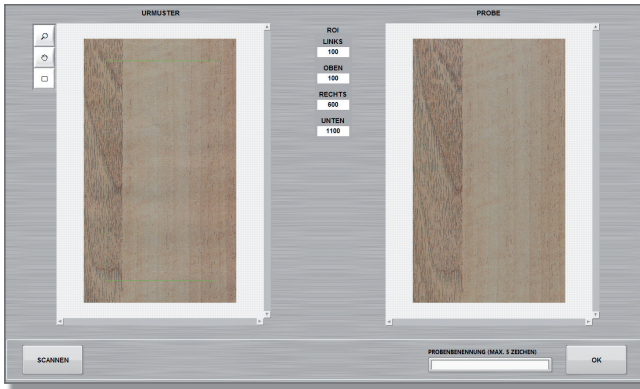 URMUSTER
PROBE
ROI
LINKS
100
OBEN
100
RECHTS
600
UNTEN
1100
SCANNEN
PROBENBENENNUNG (MAX. 5 ZEICHEN)
OK